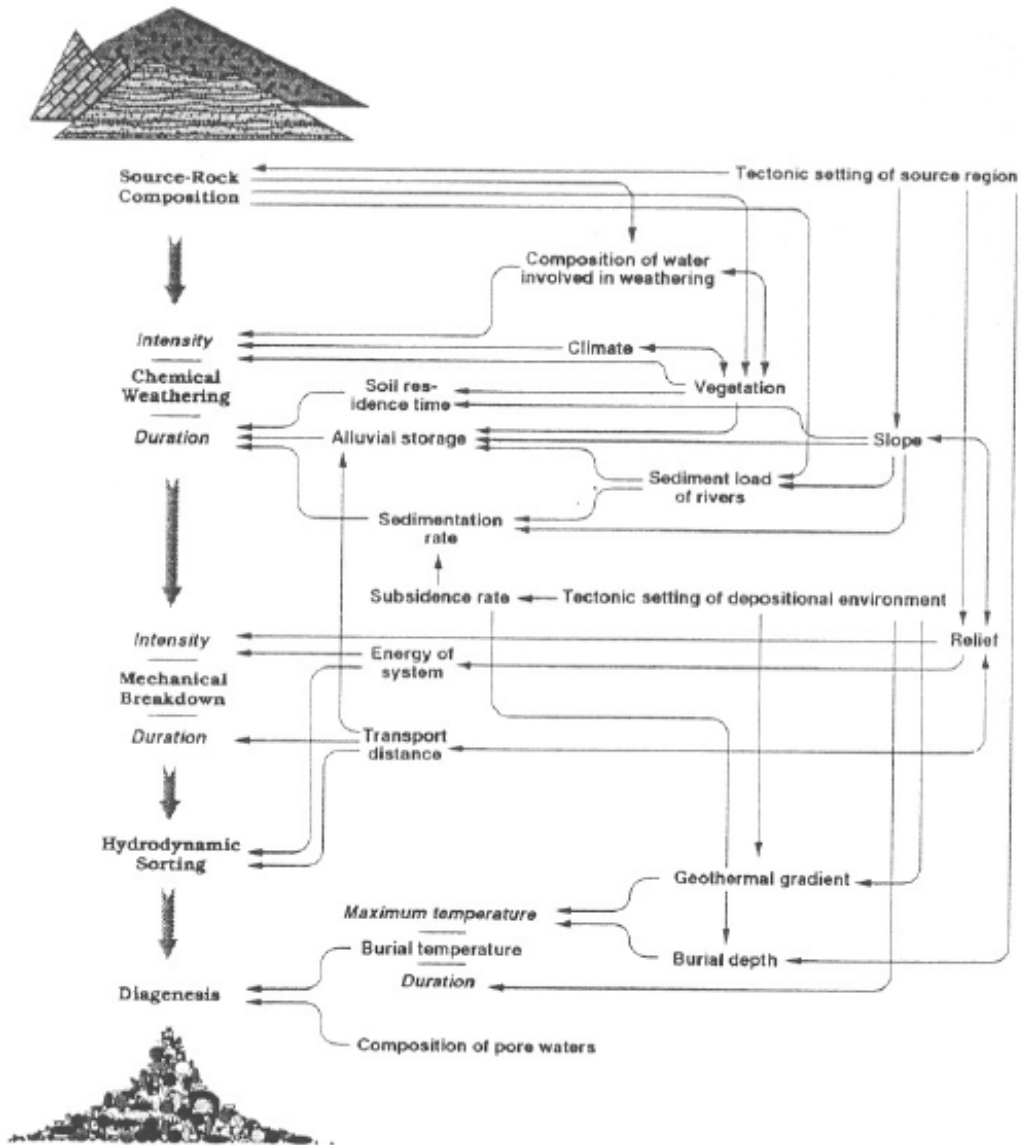 Source-Rock
Composition
Tectonic setting of source region
Composition of water
involved in weathering
Intensity
Climate
Chemical
Weathering
Soil res-
idence time
Vegetation
Duration
Alluvial storage
Slope
Sediment load
of rivers
Sedimentation
rate
Subsidence rate
Tectonic setting of depositional environment
Intensity
Energy of
system
Relief
Mechanical
Breakdown
Duration
Transport
distance
Hydrodynamic
Sorting
Geothermal gradient
Maximum temperature
Burial temperature
Burial depth
Duration
Diagenesis
Composition of pore waters